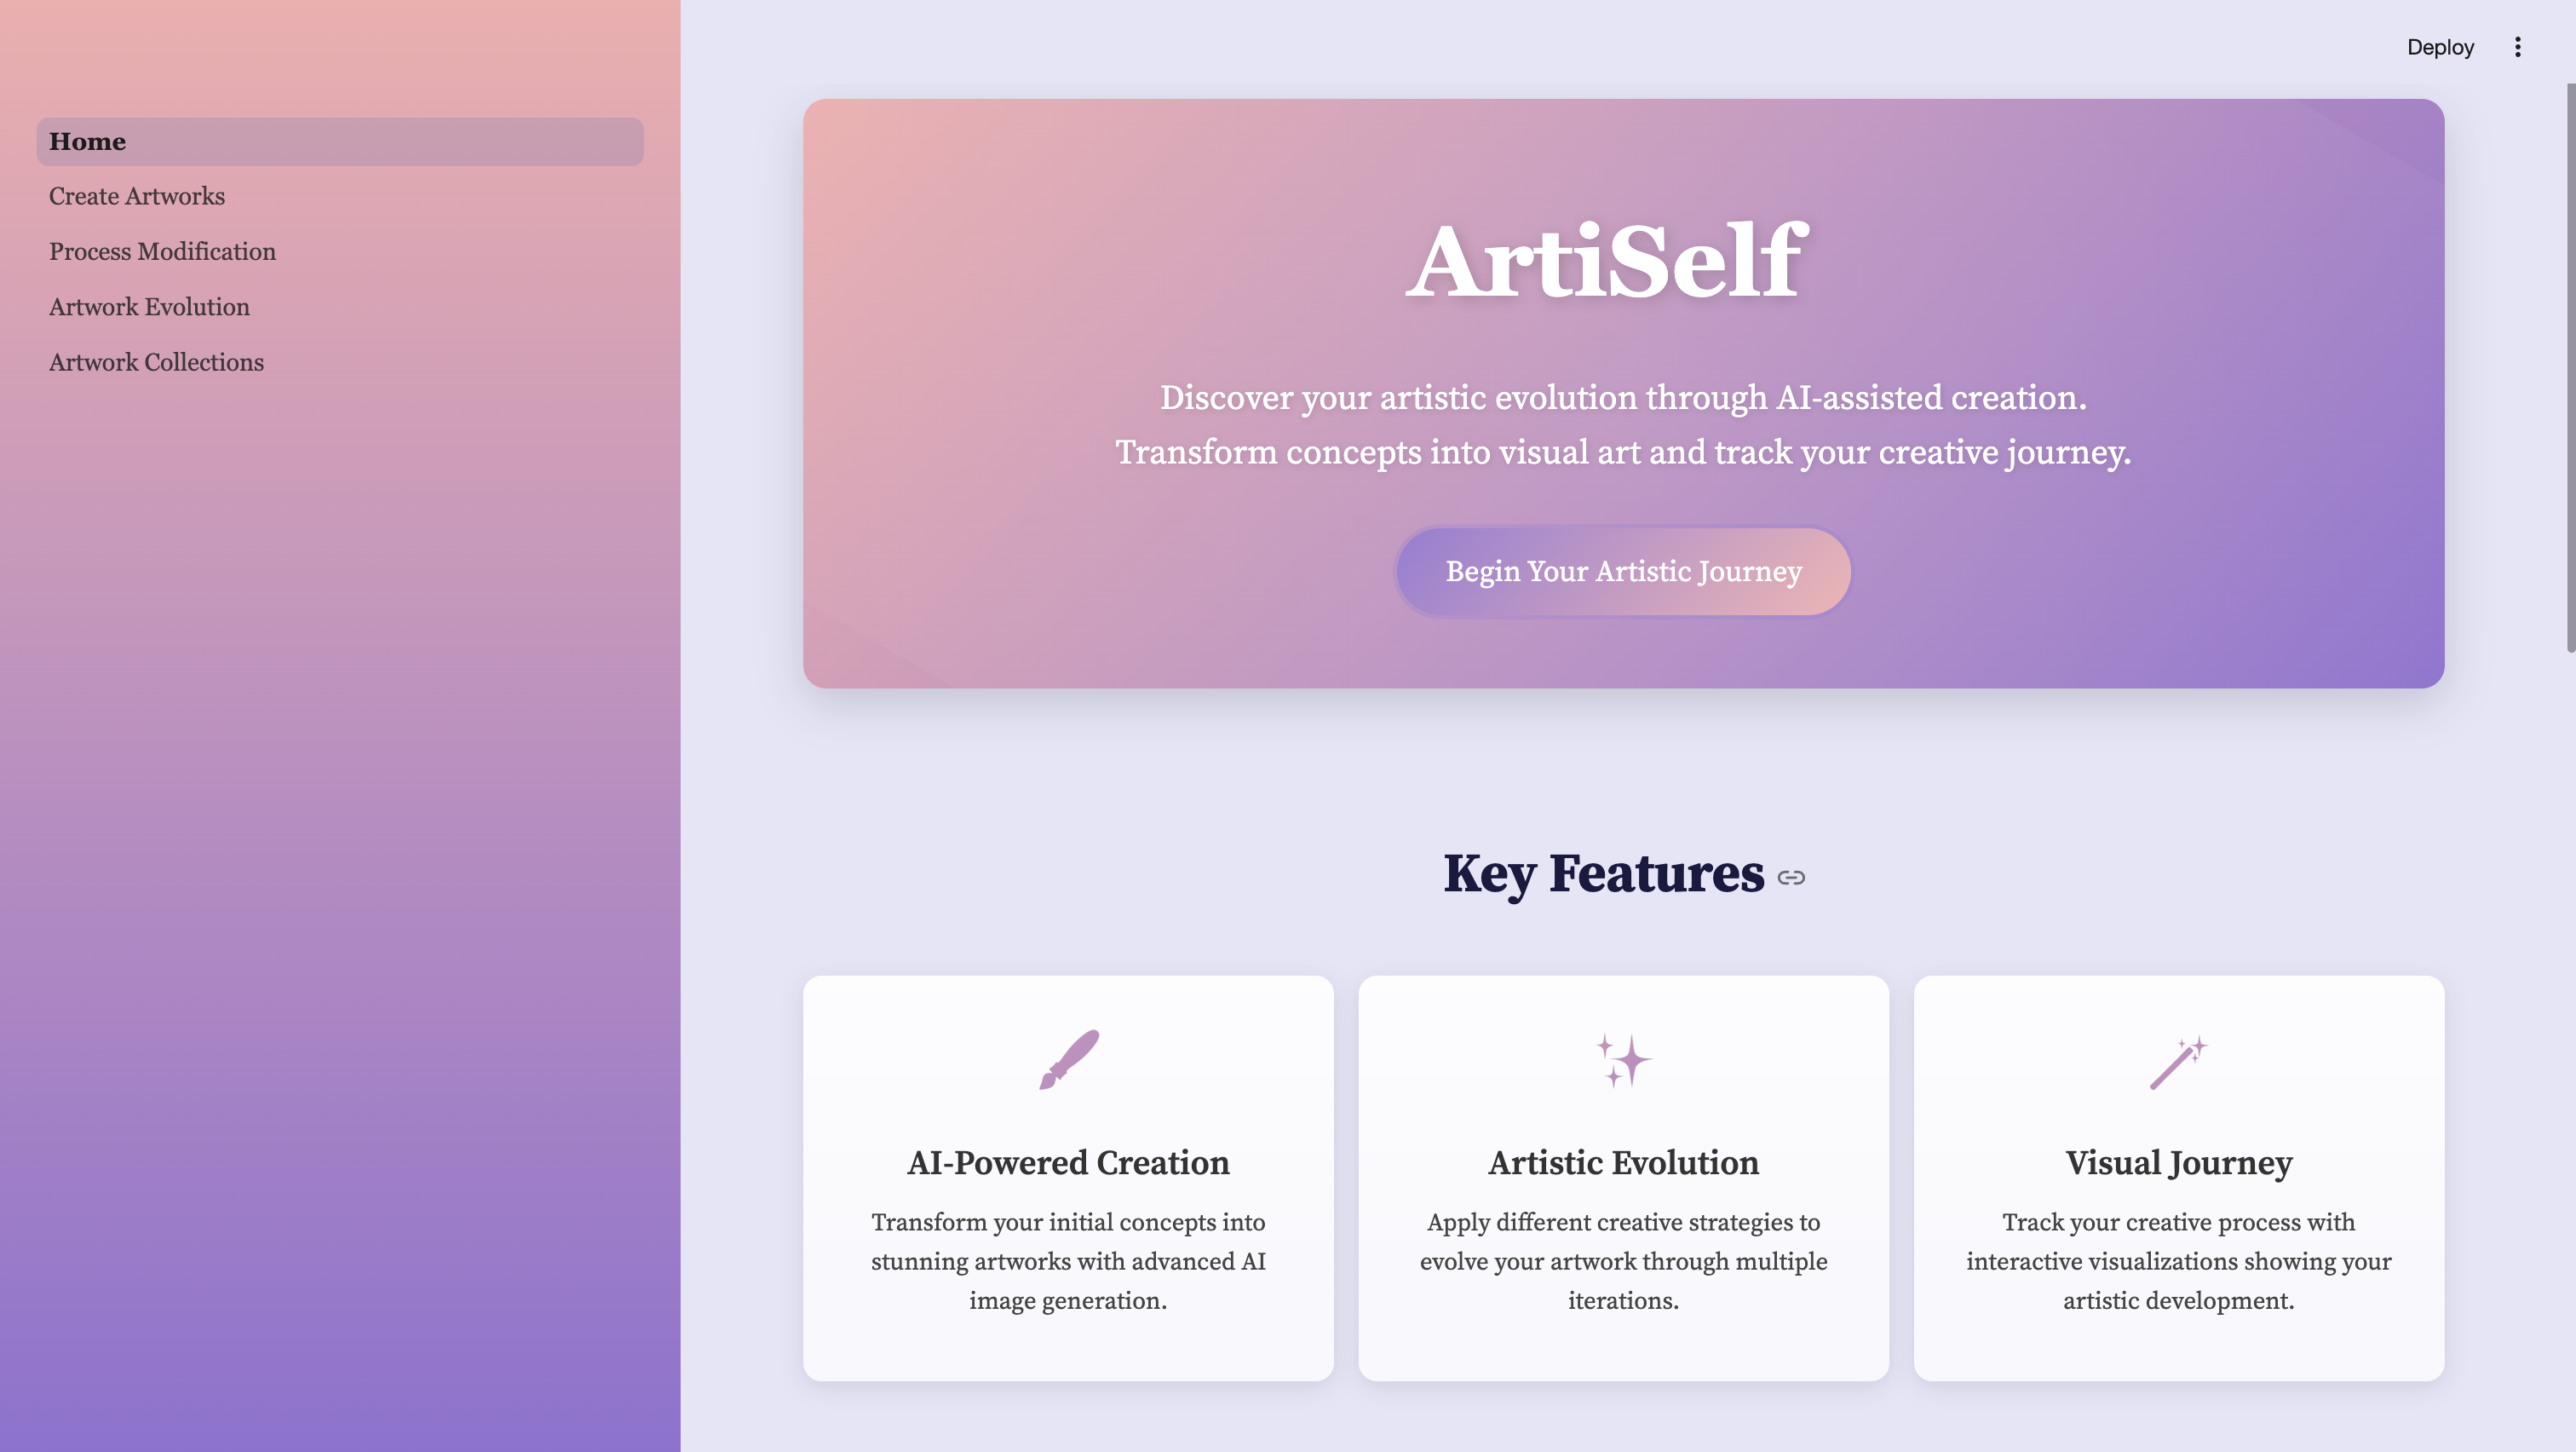 Deploy
Home
Create Artworks
Process Modification
Artwork Evolution
Artwork Collections
ArtiSelf
Discover your artistic evolution through AI-assisted creation.
Transform concepts into visual art and track your creative journey.
Begin Your Artistic Journey
Key Features
AI-Powered Creation
Transform your initial concepts into
stunning artworks with advanced AI
image generation.
Artistic Evolution
Apply different creative strategies to
evolve your artwork through multiple
iterations.
Visual Journey
Track your creative process with
interactive visualizations showing your
artistic development.